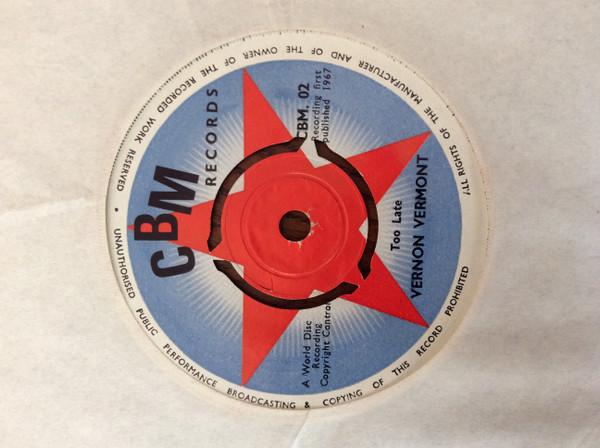 ALL RIGHTS OF THE MANUFACTURER AND OF THE OWNER OF THE RECORDED WORK RESERVED
UNAUTHORISED PUBLIC PERFORMANCE BROADCASTING & COPYING OF THIS RECORD PROHIBITED
CBM
RECORDS
A World Disc
Recording
Copyright Control
CBM. 02
Recording first
published 1967
Too Late
VERNON VERMONT